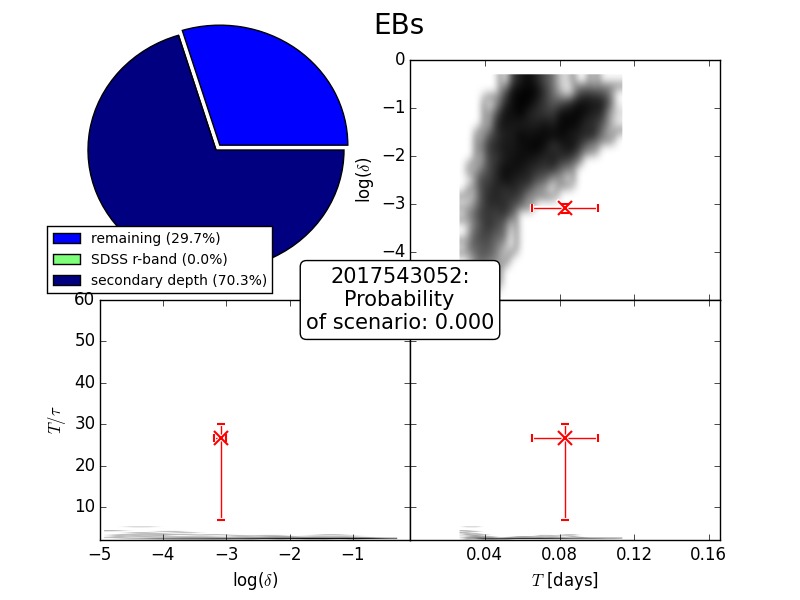 EBs
remaining (29.7%)
SDSS r-band (0.0%)
secondary depth (70.3%)
0
−1
−2
−3
−4
log(δ)
2017543052:
Probability
of scenario: 0.000
60
50
40
30
20
10
T/τ
−5 −4 −3 −2 −1
log(δ)
0.04 0.08 0.12 0.16
T [days]